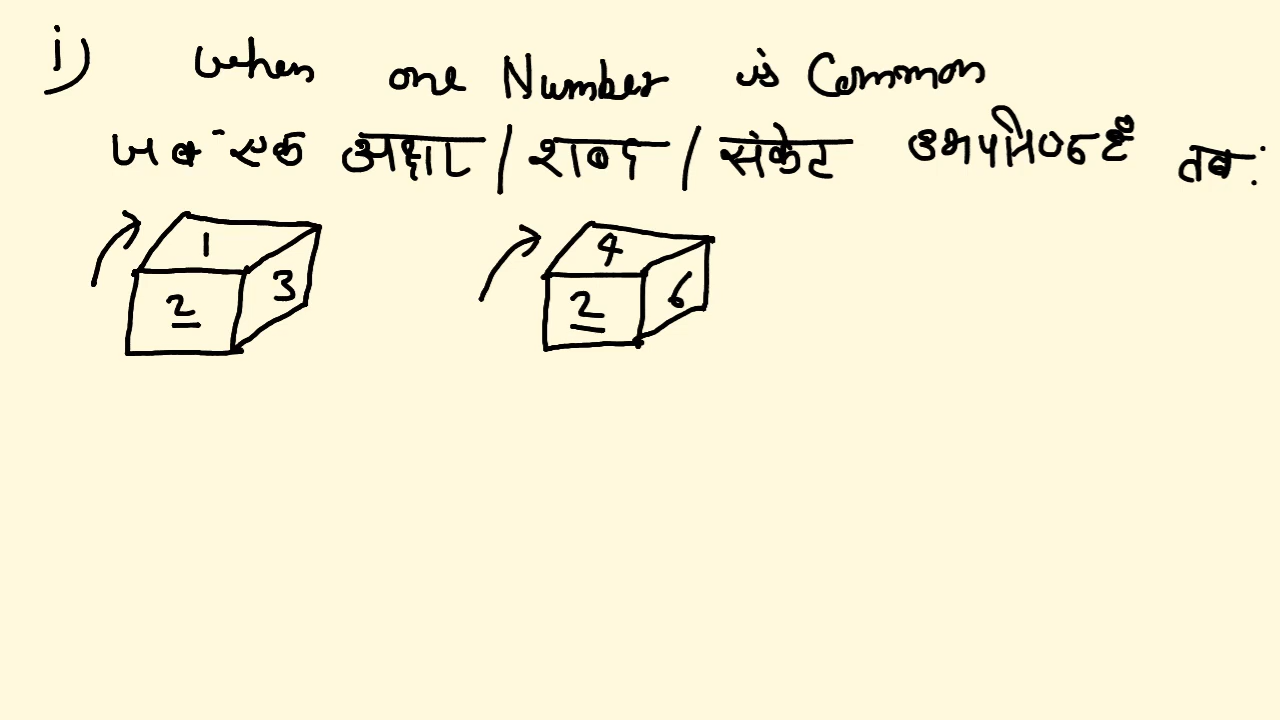 i) When one Number is Common
जब एक अक्षर / शब्द / संकेत उभयनिष्ठ हैं तब :
1 4
2 3 2 6